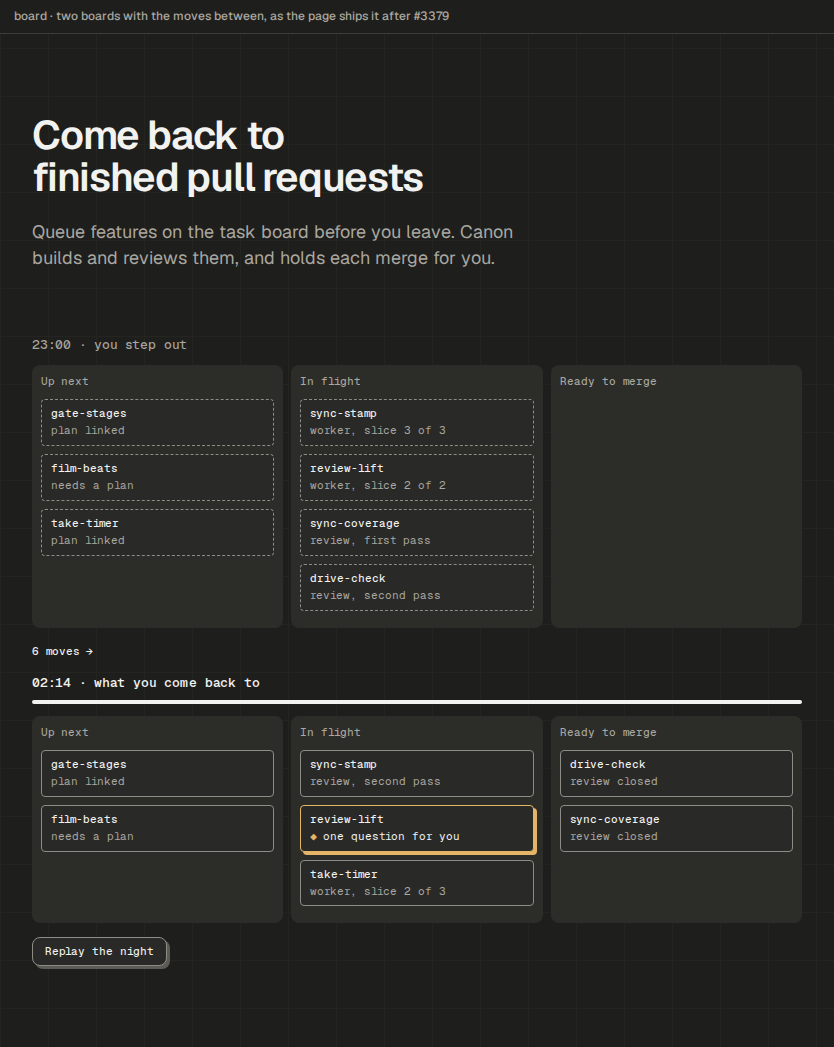 board · two boards with the moves between, as the page ships it after #3379
Come back to
finished pull requests
Queue features on the task board before you leave. Canon
builds and reviews them, and holds each merge for you.
23:00 · you step out
Up next
gate-stages
plan linked
film-beats
needs a plan
take-timer
plan linked
In flight
sync-stamp
worker, slice 3 of 3
review-lift
worker, slice 2 of 2
sync-coverage
review, first pass
drive-check
review, second pass
Ready to merge
6 moves →
02:14 · what you come back to
Up next
gate-stages
plan linked
film-beats
needs a plan
In flight
sync-stamp
review, second pass
review-lift
◆ one question for you
take-timer
worker, slice 2 of 3
Ready to merge
drive-check
review closed
sync-coverage
review closed
Replay the night